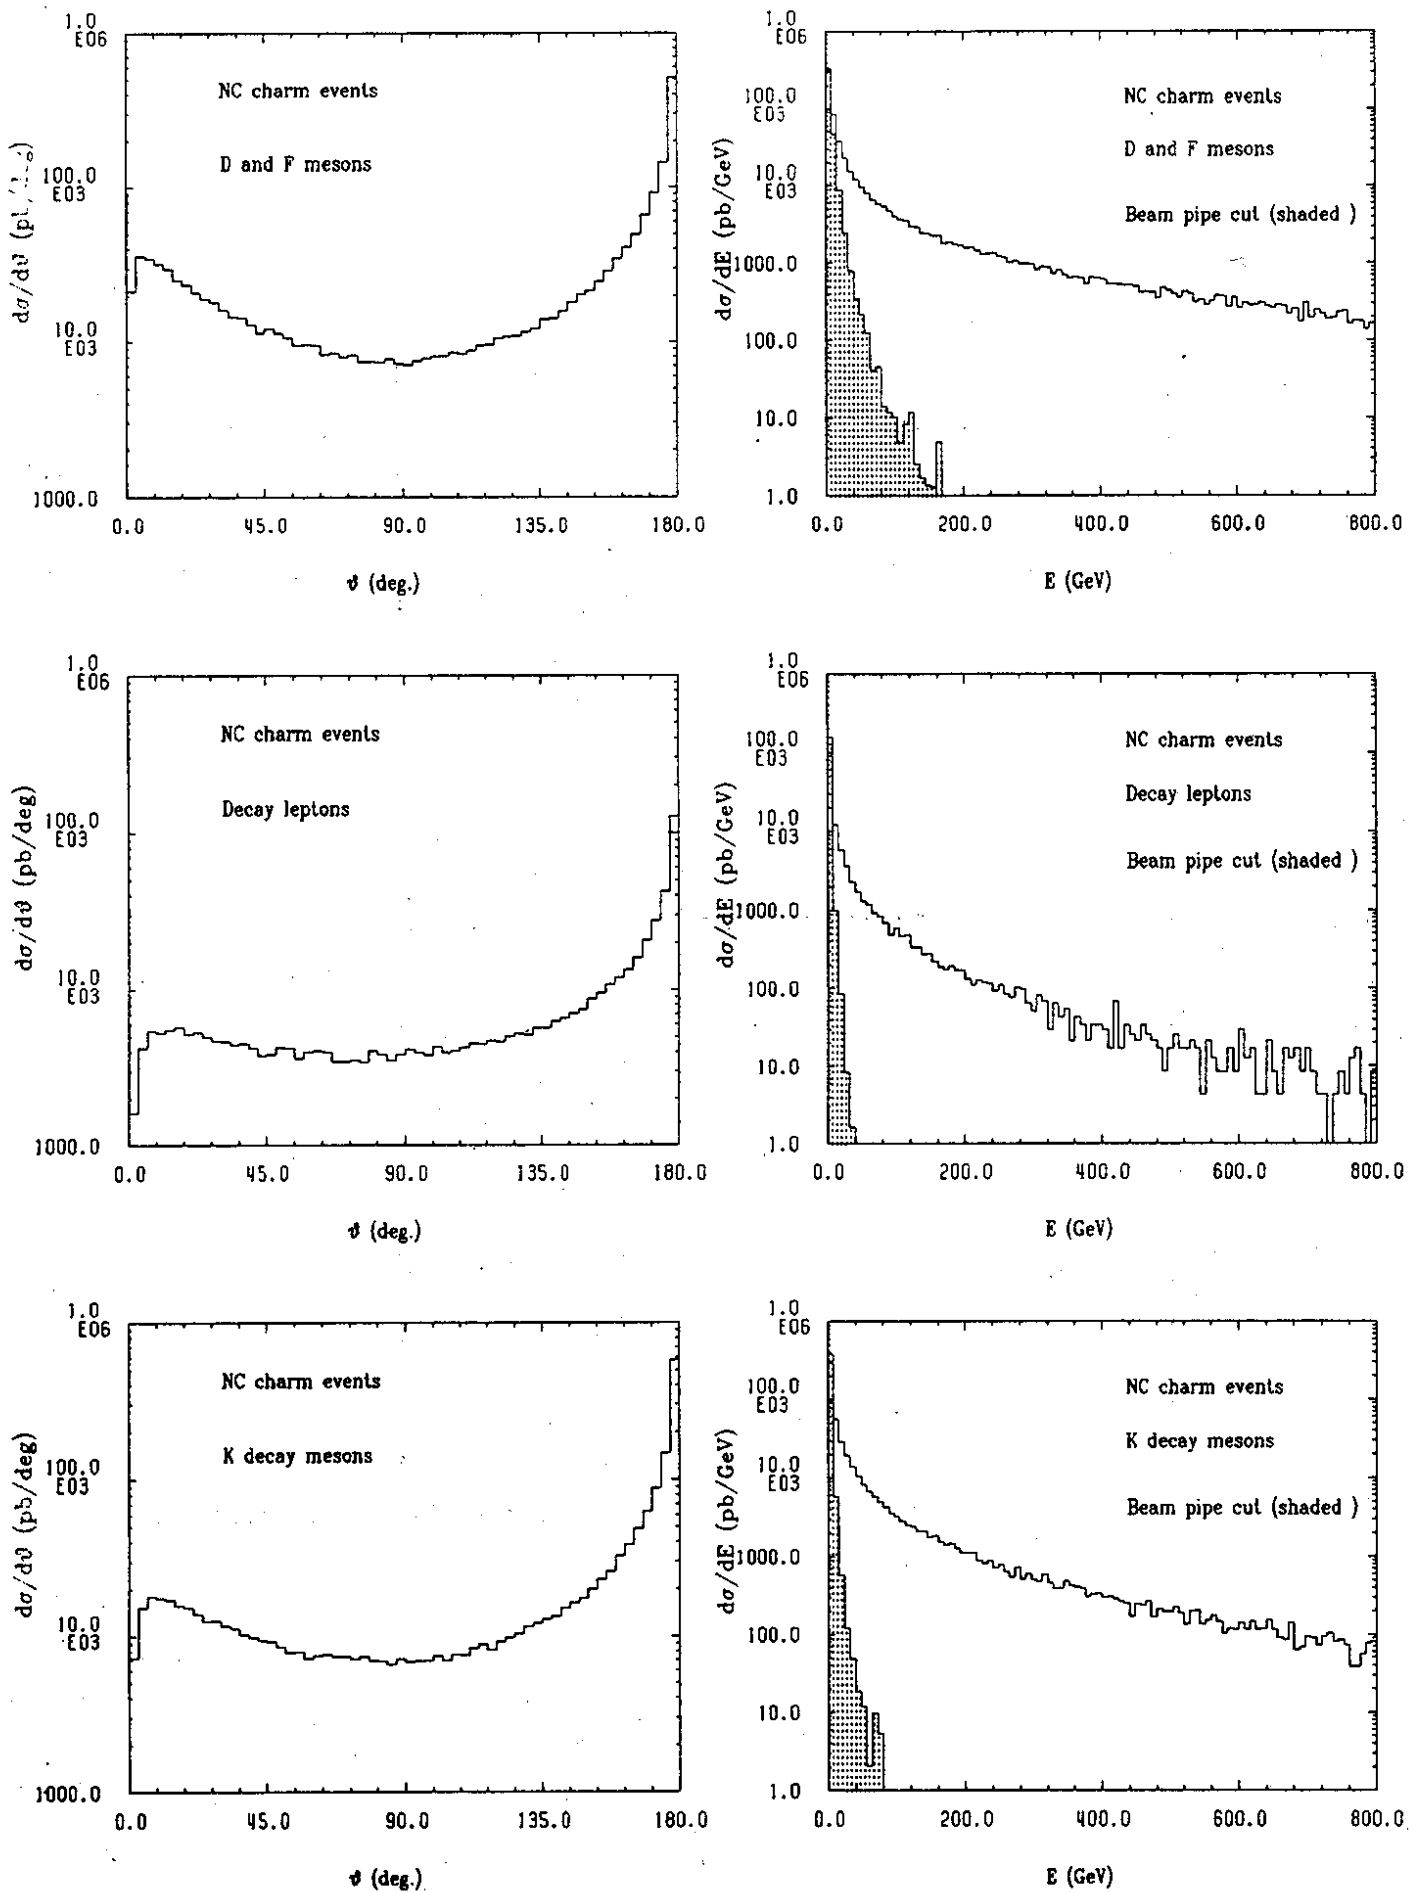 1.0
E06
NC charm events
D and F mesons
100.0
E03
10.0
E03
1000.0
0.0 45.0 90.0 135.0 180.0
ϑ (deg.)
dσ/dϑ
1.0
E06
100.0
E03
NC charm events
D and F mesons
10.0
E03
Beam pipe cut (shaded )
dσ/dE (pb/GeV)
1000.0
100.0
10.0
1.0
0.0 200.0 400.0 600.0 800.0
E (GeV)
1.0
E06
NC charm events
Decay leptons
100.0
E03
dσ/dϑ (pb/deg)
10.0
E03
1000.0
0.0 45.0 90.0 135.0 180.0
ϑ (deg.)
1.0
E06
100.0
E03
NC charm events
Decay leptons
10.0
E03
Beam pipe cut (shaded )
dσ/dE (pb/GeV)
1000.0
100.0
10.0
1.0
0.0 200.0 400.0 600.0 800.0
E (GeV)
1.0
E06
NC charm events
K decay mesons
100.0
E03
dσ/dϑ (pb/deg)
10.0
E03
1000.0
0.0 45.0 90.0 135.0 180.0
ϑ (deg.)
1.0
E06
100.0
E03
NC charm events
K decay mesons
10.0
E03
Beam pipe cut (shaded )
dσ/dE (pb/GeV)
1000.0
100.0
10.0
1.0
0.0 200.0 400.0 600.0 800.0
E (GeV)